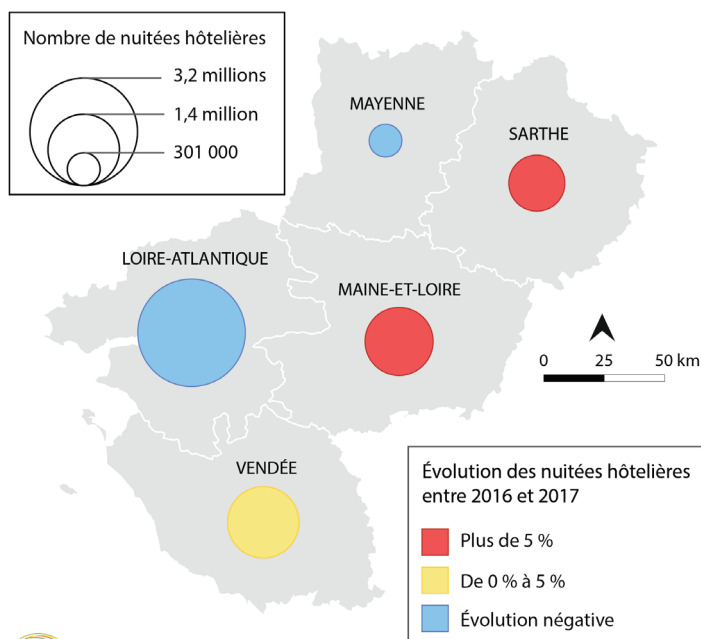 Nombre de nuitées hôtelières
3,2 millions
1,4 million
301 000
MAYENNE
SARTHE
LOIRE-ATLANTIQUE
MAINE-ET-LOIRE
0 25 50 km
VENDÉE
Évolution des nuitées hôtelières
entre 2016 et 2017
Plus de 5 %
De 0 % à 5 %
Évolution négative